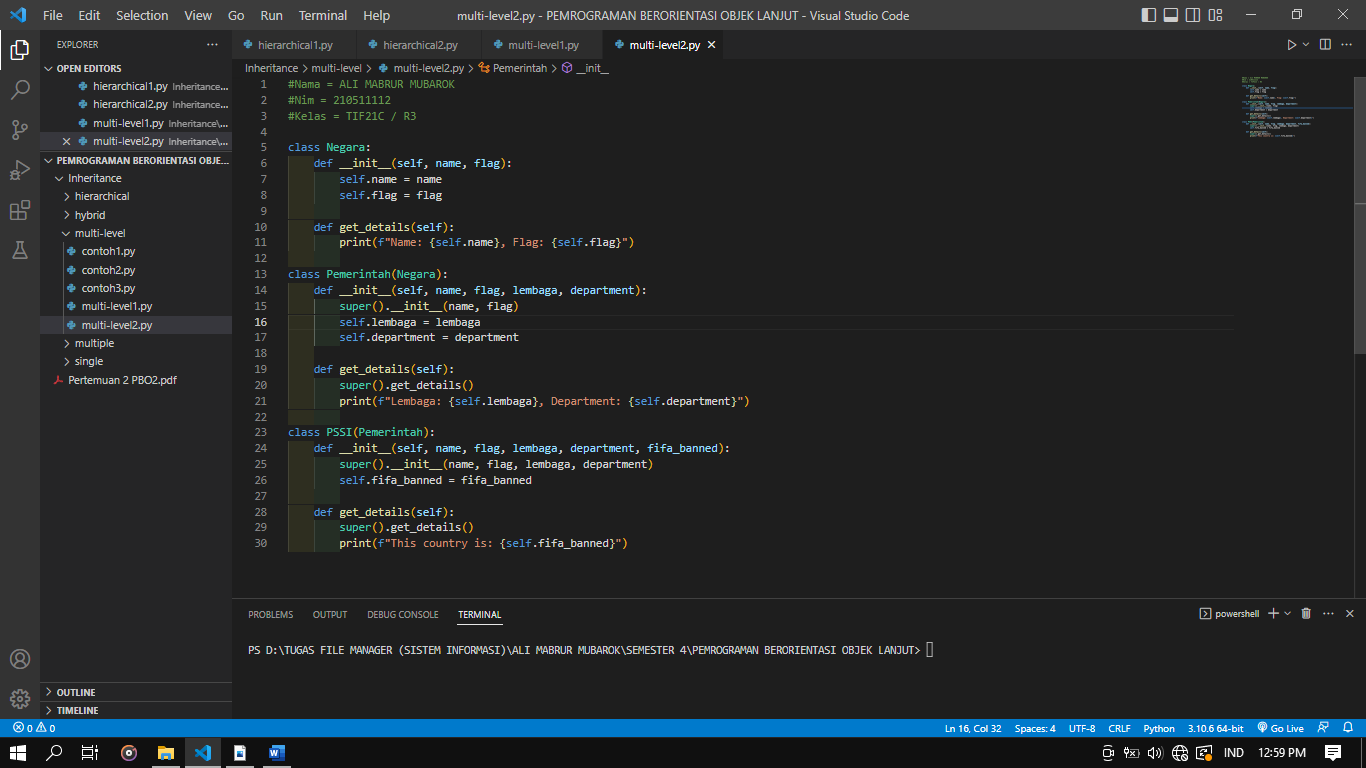 File Edit Selection View Go Run Terminal Help multi-level2.py - PEMROGRAMAN BERORIENTASI OBJEK LANJUT - Visual Studio Code
EXPLORER
OPEN EDITORS
hierarchical1.py Inheritance...
hierarchical2.py Inheritance...
multi-level1.py Inheritance\...
multi-level2.py Inheritance\...
PEMROGRAMAN BERORIENTASI OBJE...
Inheritance
hierarchical
hybrid
multi-level
contoh1.py
contoh2.py
contoh3.py
multi-level1.py
multi-level2.py
multiple
single
Pertemuan 2 PBO2.pdf
OUTLINE
TIMELINE
hierarchical1.py hierarchical2.py multi-level1.py multi-level2.py
Inheritance > multi-level > multi-level2.py > Pemerintah > __init__
1 #Nama = ALI MABRUR MUBAROK
2 #Nim = 210511112
3 #Kelas = TIF21C / R3
4
5 class Negara:
6 def __init__(self, name, flag):
7 self.name = name
8 self.flag = flag
9
10 def get_details(self):
11 print(f"Name: {self.name}, Flag: {self.flag}")
12
13 class Pemerintah(Negara):
14 def __init__(self, name, flag, lembaga, department):
15 super().__init__(name, flag)
16 self.lembaga = lembaga
17 self.department = department
18
19 def get_details(self):
20 super().get_details()
21 print(f"Lembaga: {self.lembaga}, Department: {self.department}")
22
23 class PSSI(Pemerintah):
24 def __init__(self, name, flag, lembaga, department, fifa_banned):
25 super().__init__(name, flag, lembaga, department)
26 self.fifa_banned = fifa_banned
27
28 def get_details(self):
29 super().get_details()
30 print(f"This country is: {self.fifa_banned}")
PROBLEMS OUTPUT DEBUG CONSOLE TERMINAL powershell
PS D:\TUGAS FILE MANAGER (SISTEM INFORMASI)\ALI MABRUR MUBAROK\SEMESTER 4\PEMROGRAMAN BERORIENTASI OBJEK LANJUT>
0 0 Ln 16, Col 32 Spaces: 4 UTF-8 CRLF Python 3.10.6 64-bit Go Live
IND 12:59 PM